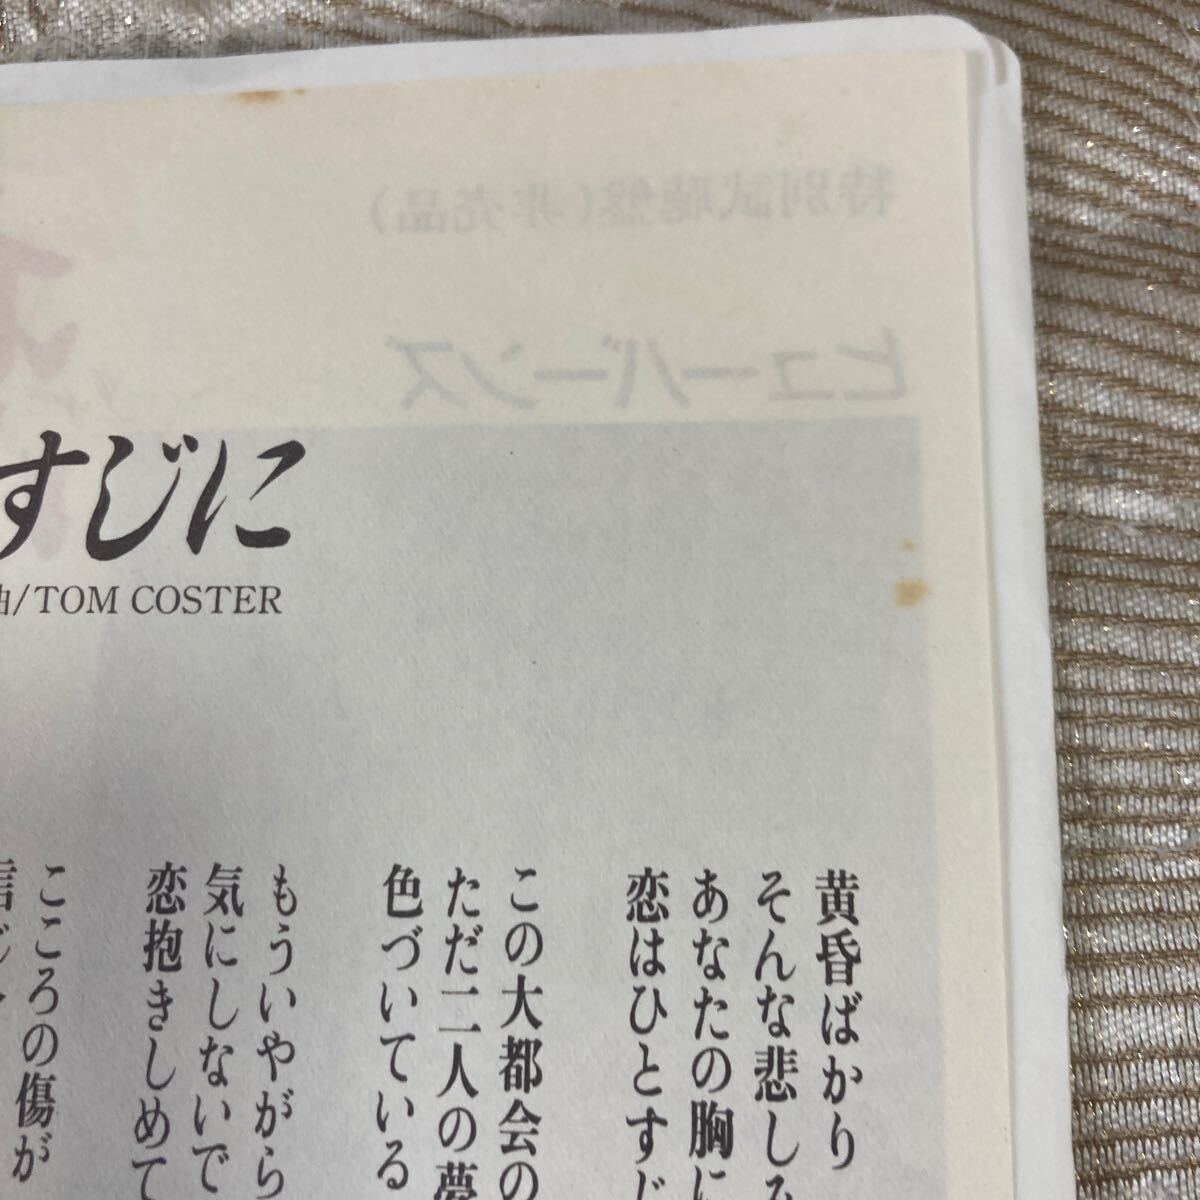 特別試聴盤(非売品)
ヒューバーンズ
すじに
曲/TOM COSTER
黄昏ばかり
そんな悲しみ
あなたの胸に
恋はひとすじ
この大都会の
ただ二人の夢
色づいている
もういやがら
気にしないで
恋抱きしめて
こころの傷が
信じ